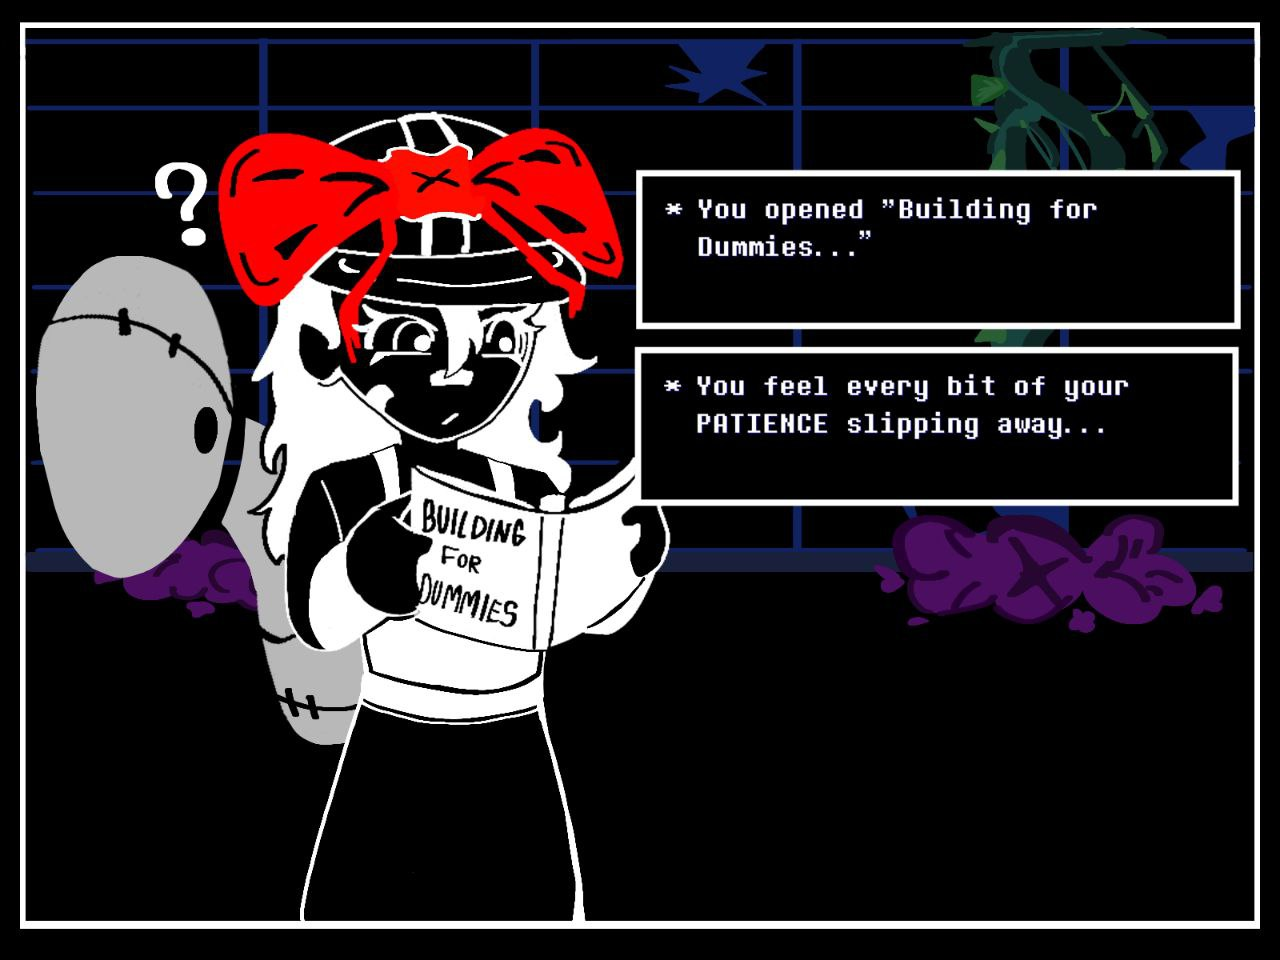 ?
* You opened "Building for
Dummies..."
* You feel every bit of your
PATIENCE slipping away...
BUILDING
FOR
DUMMIES